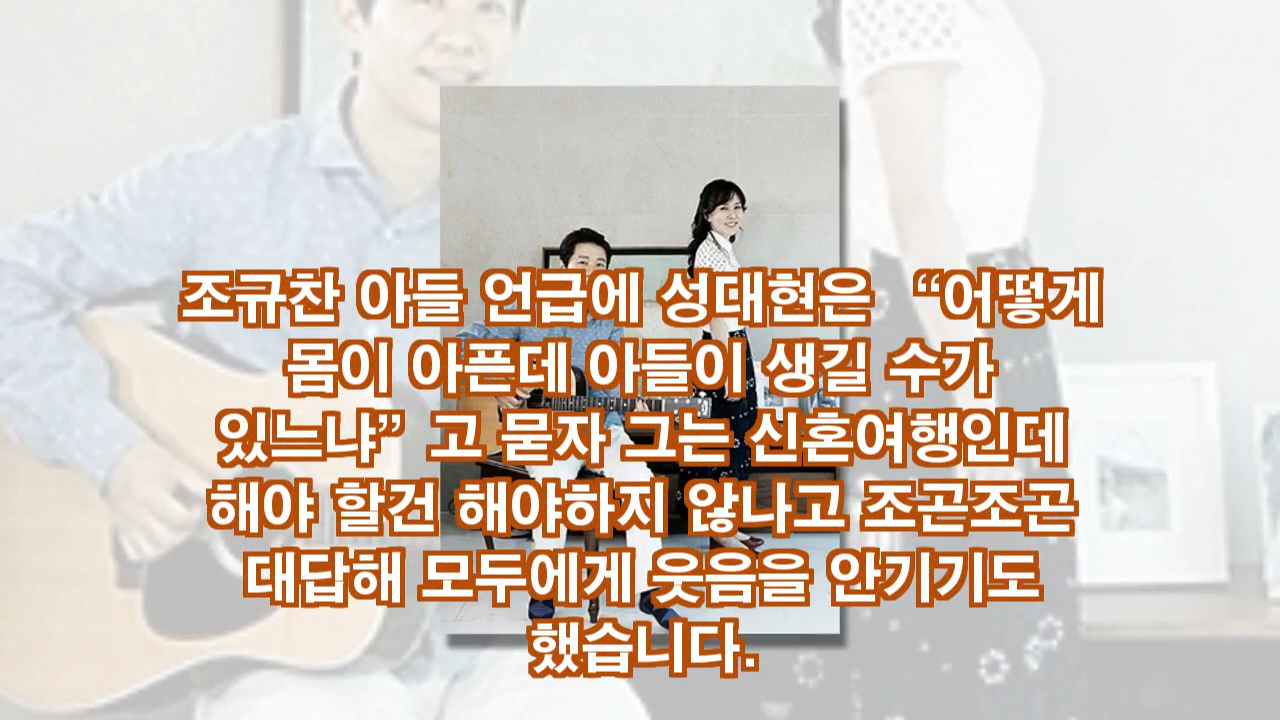 조규찬 아들 언급에 성대현은 “어떻게
몸이 아픈데 아들이 생길 수가
있느냐” 고 묻자 그는 신혼여행인데
해야 할건 해야하지 않나고 조곤조곤
대답해 모두에게 웃음을 안기기도
했습니다.